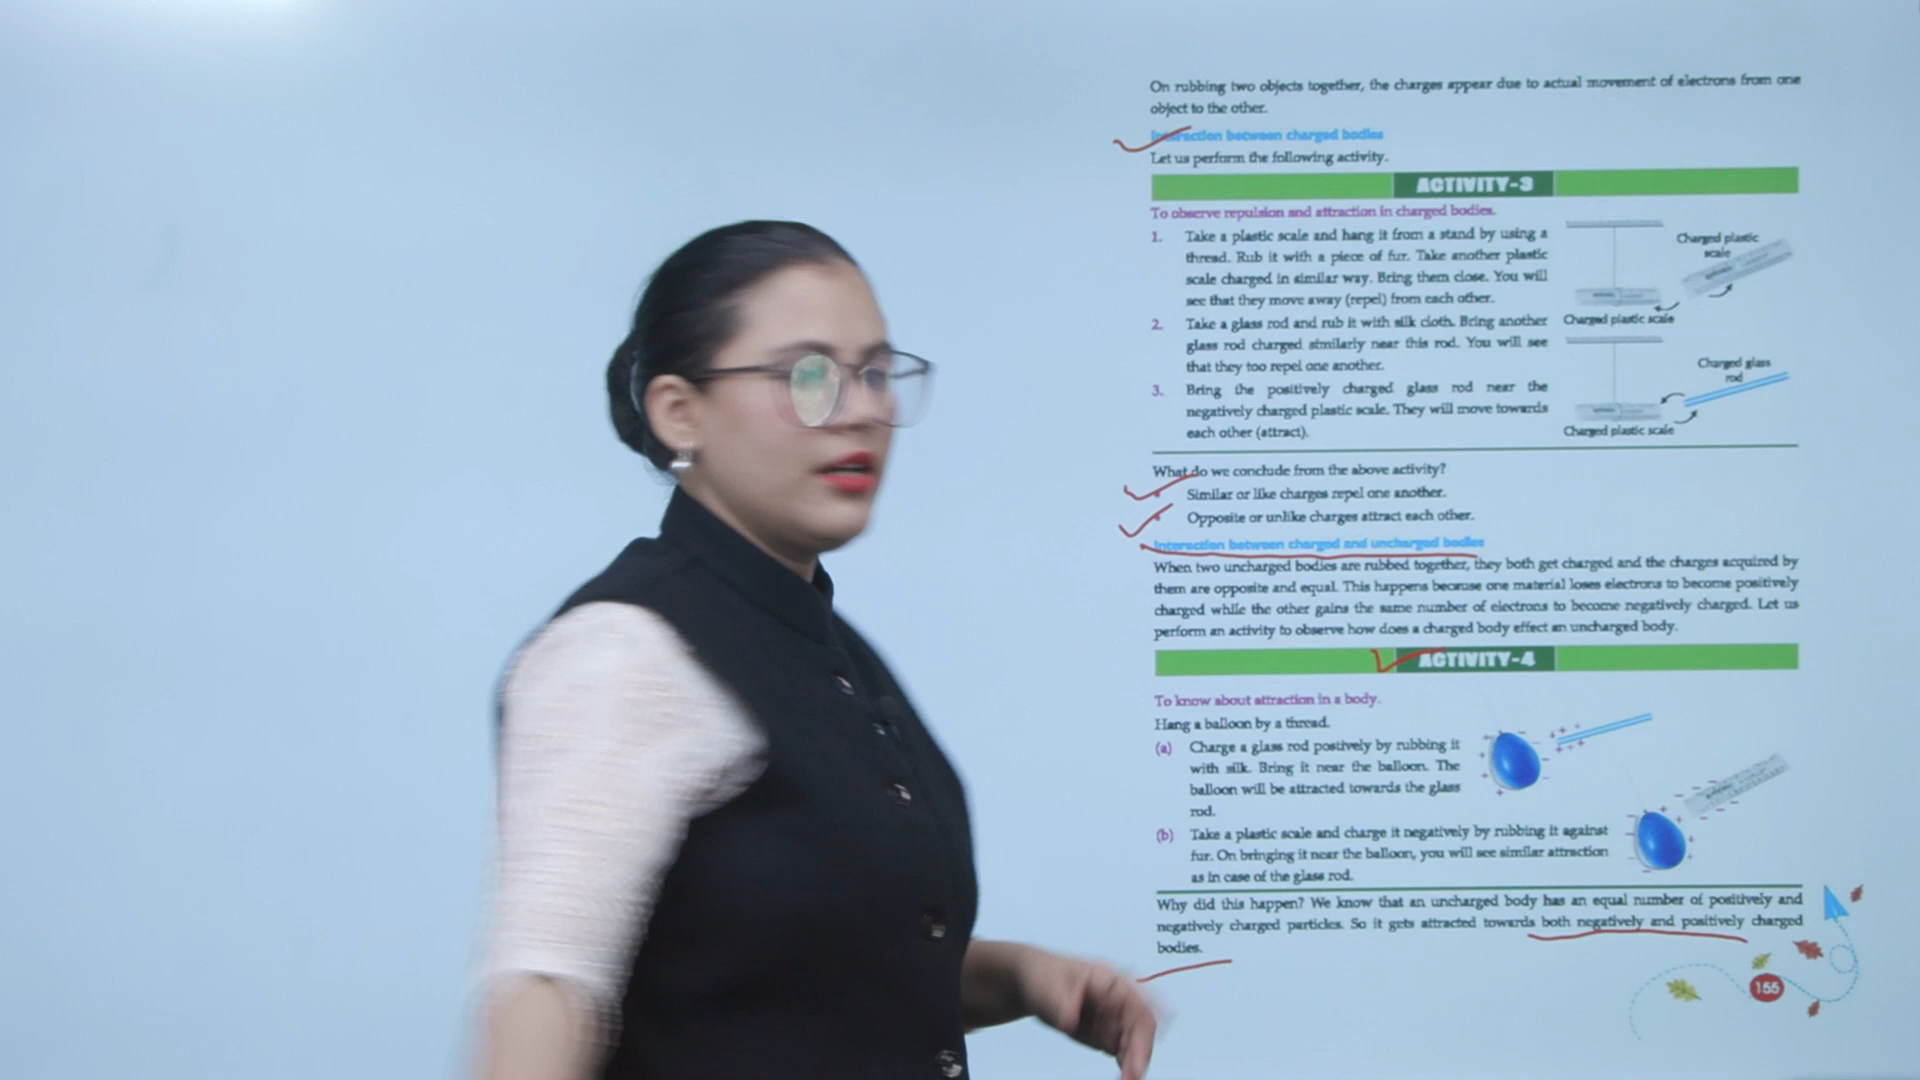 On rubbing two objects together, the charges appear due to actual movement of electrons from one
object to the other.
Interaction between charged bodies
Let us perform the following activity.
ACTIVITY-3
To observe repulsion and attraction in charged bodies.
1. Take a plastic scale and hang it from a stand by using a
thread. Rub it with a piece of fur. Take another plastic
scale charged in similar way. Bring them close. You will
see that they move away (repel) from each other.
Charged plastic
scale
Charged plastic scale
2. Take a glass rod and rub it with silk cloth. Bring another
glass rod charged similarly near this rod. You will see
that they too repel one another.
3. Bring the positively charged glass rod near the
negatively charged plastic scale. They will move towards
each other (attract).
Charged glass
rod
Charged plastic scale
What do we conclude from the above activity?
Similar or like charges repel one another.
Opposite or unlike charges attract each other.
Interaction between charged and uncharged bodies
When two uncharged bodies are rubbed together, they both get charged and the charges acquired by
them are opposite and equal. This happens because one material loses electrons to become positively
charged while the other gains the same number of electrons to become negatively charged. Let us
perform an activity to observe how does a charged body effect an uncharged body.
ACTIVITY-4
To know about attraction in a body.
Hang a balloon by a thread.
(a) Charge a glass rod postively by rubbing it
with silk. Bring it near the balloon. The
balloon will be attracted towards the glass
rod.
(b) Take a plastic scale and charge it negatively by rubbing it against
fur. On bringing it near the balloon, you will see similar attraction
as in case of the glass rod.
Why did this happen? We know that an uncharged body has an equal number of positively and
negatively charged particles. So it gets attracted towards both negatively and positively charged
bodies.
155